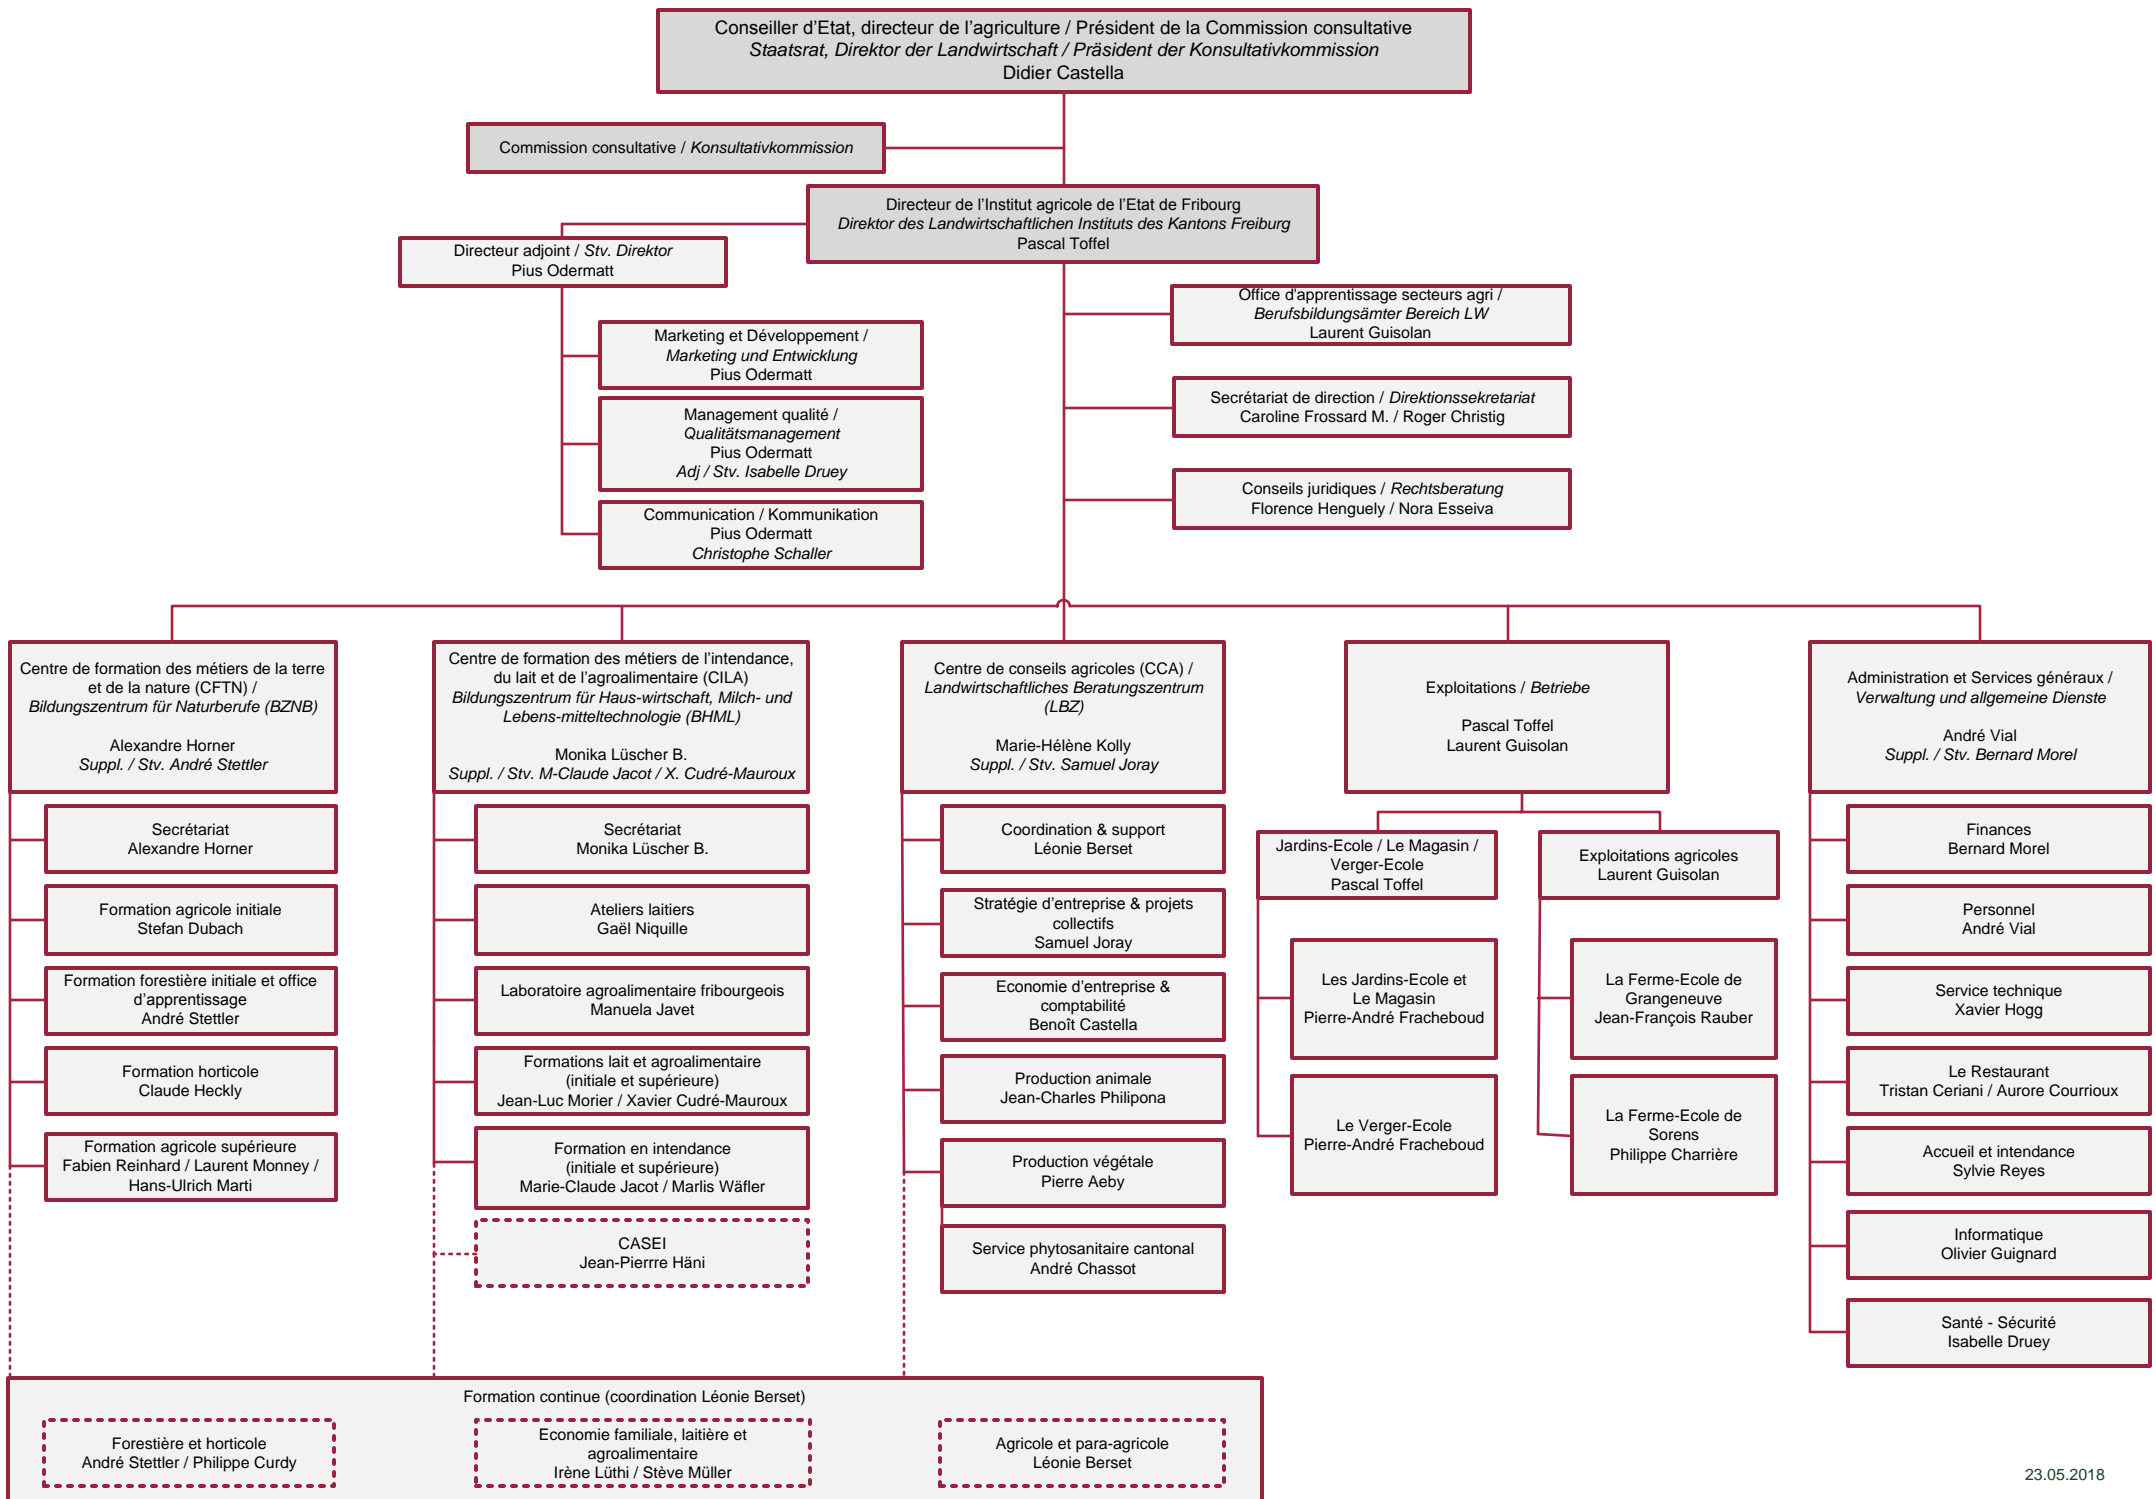 Conseiller d'Etat, directeur de l'agriculture / Président de la Commission consultative
Staatsrat, Direktor der Landwirtschaft / Präsident der Konsultativkommission
Didier Castella
Commission consultative / Konsultativkommission
Directeur de l'Institut agricole de l'Etat de Fribourg
Direktor des Landwirtschaftlichen Instituts des Kantons Freiburg
Pascal Toffel
Directeur adjoint / Stv. Direktor
Pius Odermatt
Marketing et Développement /
Marketing und Entwicklung
Pius Odermatt
Management qualité /
Qualitätsmanagement
Pius Odermatt
Adj / Stv. Isabelle Druey
Communication / Kommunikation
Pius Odermatt
Christophe Schaller
Office d'apprentissage secteurs agri /
Berufsbildungsämter Bereich LW
Laurent Guisolan
Secrétariat de direction / Direktionssekretariat
Caroline Frossard M. / Roger Christig
Conseils juridiques / Rechtsberatung
Florence Henguely / Nora Esseiva
Centre de formation des métiers de la terre
et de la nature (CFTN) /
Bildungszentrum für Naturberufe (BZNB)
Alexandre Horner
Suppl. / Stv. André Stettler
Secrétariat
Alexandre Horner
Formation agricole initiale
Stefan Dubach
Formation forestière initiale et office
d'apprentissage
André Stettler
Formation horticole
Claude Heckly
Formation agricole supérieure
Fabien Reinhard / Laurent Monney /
Hans-Ulrich Marti
Centre de formation des métiers de l'intendance,
du lait et de l'agroalimentaire (CILA)
Bildungszentrum für Haus-wirtschaft, Milch- und
Lebens-mitteltechnologie (BHML)
Monika Lüscher B.
Suppl. / Stv. M-Claude Jacot / X. Cudré-Mauroux
Secrétariat
Monika Lüscher B.
Ateliers laitiers
Gaël Niquille
Laboratoire agroalimentaire fribourgeois
Manuela Javet
Formations lait et agroalimentaire
(initiale et supérieure)
Jean-Luc Morier / Xavier Cudré-Mauroux
Formation en intendance
(initiale et supérieure)
Marie-Claude Jacot / Marlis Wäfler
CASEI
Jean-Pierrre Häni
Centre de conseils agricoles (CCA) /
Landwirtschaftliches Beratungszentrum
(LBZ)
Marie-Hélène Kolly
Suppl. / Stv. Samuel Joray
Coordination & support
Léonie Berset
Stratégie d'entreprise & projets
collectifs
Samuel Joray
Economie d'entreprise &
comptabilité
Benoît Castella
Production animale
Jean-Charles Philipona
Production végétale
Pierre Aeby
Service phytosanitaire cantonal
André Chassot
Exploitations / Betriebe
Pascal Toffel
Laurent Guisolan
Jardins-Ecole / Le Magasin /
Verger-Ecole
Pascal Toffel
Les Jardins-Ecole et
Le Magasin
Pierre-André Fracheboud
Le Verger-Ecole
Pierre-André Fracheboud
Exploitations agricoles
Laurent Guisolan
La Ferme-Ecole de
Grangeneuve
Jean-François Rauber
La Ferme-Ecole de
Sorens
Philippe Charrière
Administration et Services généraux /
Verwaltung und allgemeine Dienste
André Vial
Suppl. / Stv. Bernard Morel
Finances
Bernard Morel
Personnel
André Vial
Service technique
Xavier Hogg
Le Restaurant
Tristan Ceriani / Aurore Courrioux
Accueil et intendance
Sylvie Reyes
Informatique
Olivier Guignard
Santé - Sécurité
Isabelle Druey
Formation continue (coordination Léonie Berset)
Forestière et horticole
André Stettler / Philippe Curdy
Economie familiale, laitière et
agroalimentaire
Irène Lüthi / Stève Müller
Agricole et para-agricole
Léonie Berset
23.05.2018